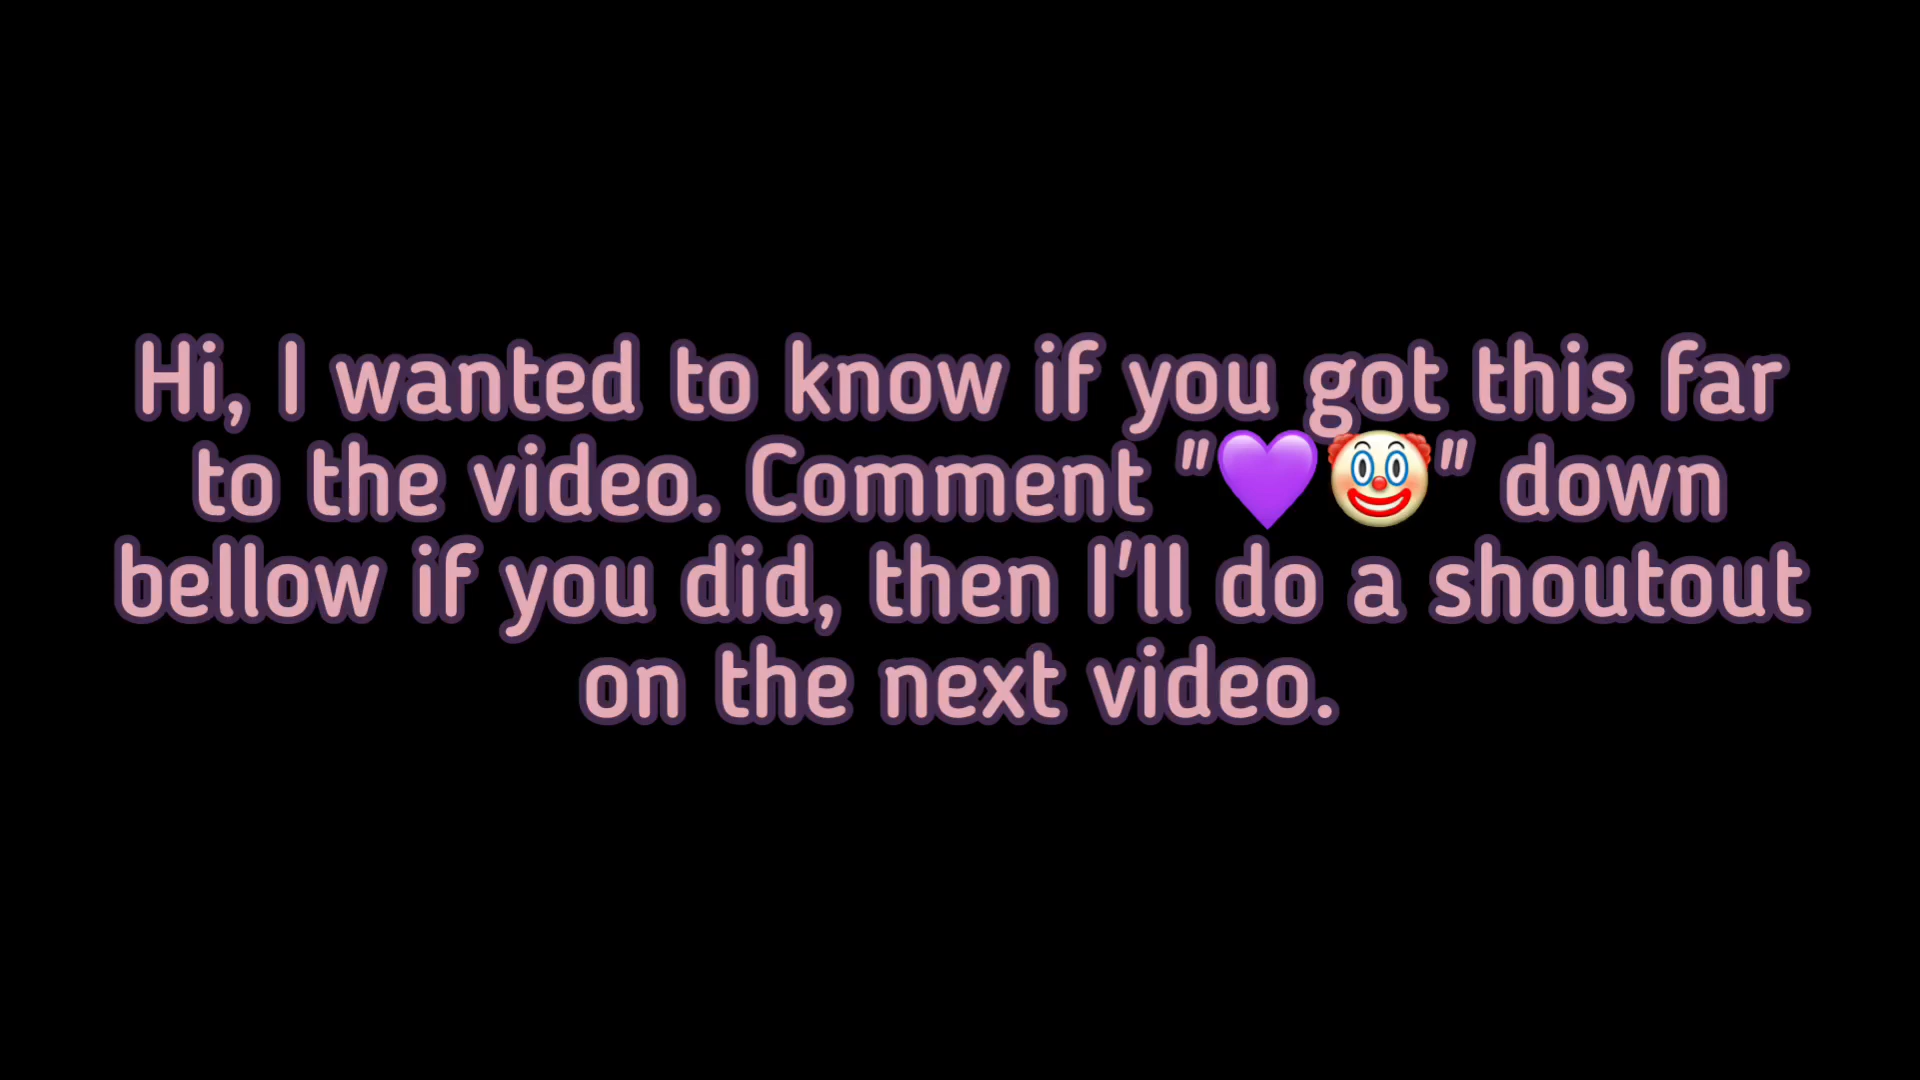 Hi, I wanted to know if you got this far
to the video. Comment "💜🤡" down
bellow if you did, then I'll do a shoutout
on the next video.